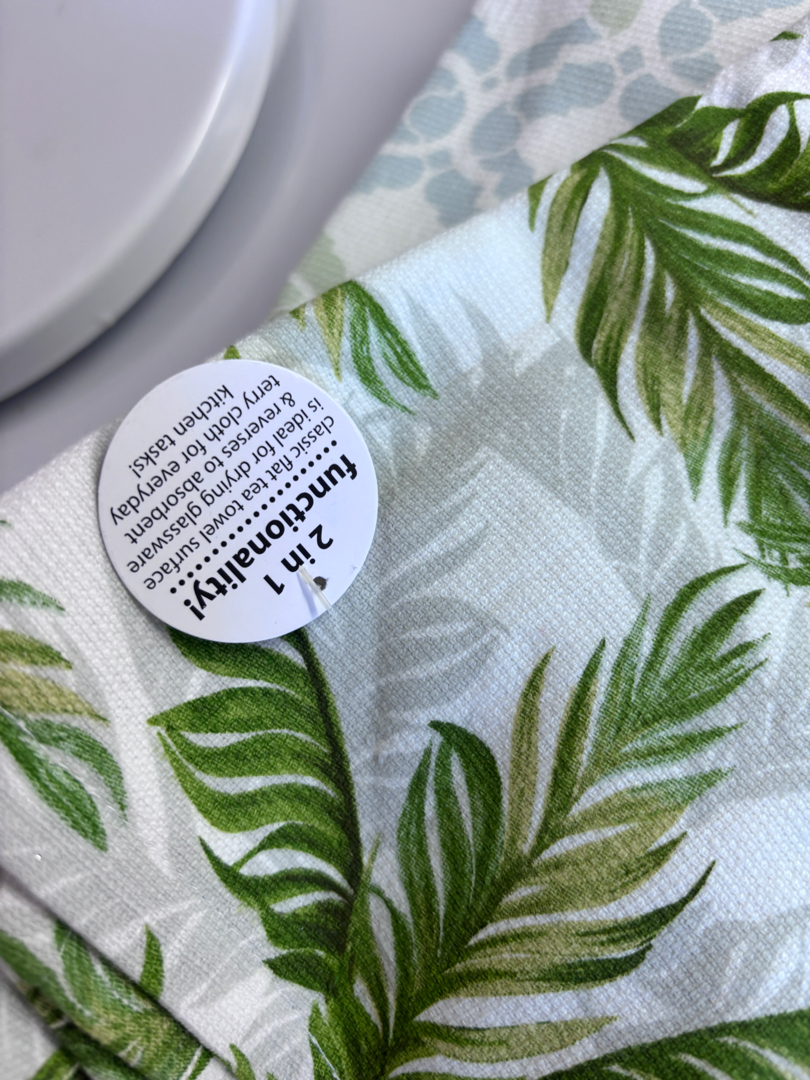 2 in 1
functionality!
classic flat tea towel surface
is ideal for drying glassware
& reverses to absorbent
terry cloth for everyday
kitchen tasks!